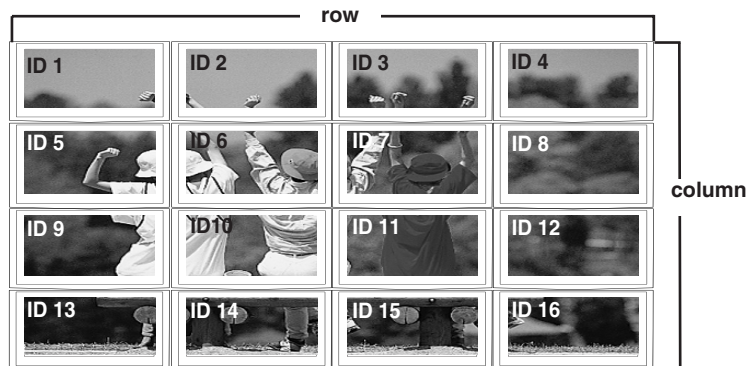 row
ID 1 ID 2 ID 3 ID 4
ID 5 ID 6 ID 7 ID 8
column
ID 9 ID10 ID 11 ID 12
ID 13 ID 14 ID 15 ID 16